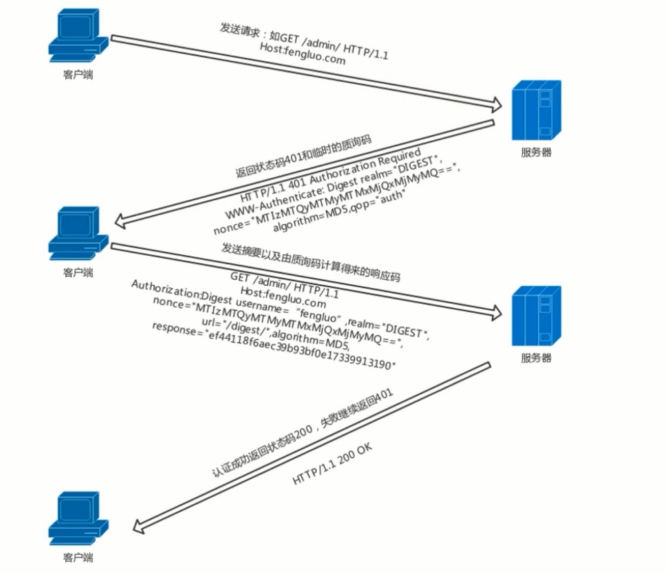 发送请求：如GET /admin/ HTTP/1.1
Host:fengluo.com
客户端
服务器
返回状态码401和临时的质询码
HTTP/1.1 401 Authorization Required
WWW-Authenticate: Digest realm="DIGEST",
nonce="MTIzMTQyMTMyMTMxMjQxMjMyMQ==",
algorithm=MD5,qop="auth"
客户端
发送摘要以及由质询码计算得来的响应码
GET /admin/ HTTP/1.1
Host:fengluo.com
Authorization:Digest username= “fengluo”,realm="DIGEST",
nonce="MTIzMTQyMTMyMTMxMjQxMjMyMQ==",
url="/digest/",algorithm=MD5,
response="ef44118f6aec39b93bf0e17339913190"
服务器
认证成功返回状态码200，失败继续返回401
HTTP/1.1 200 OK
客户端